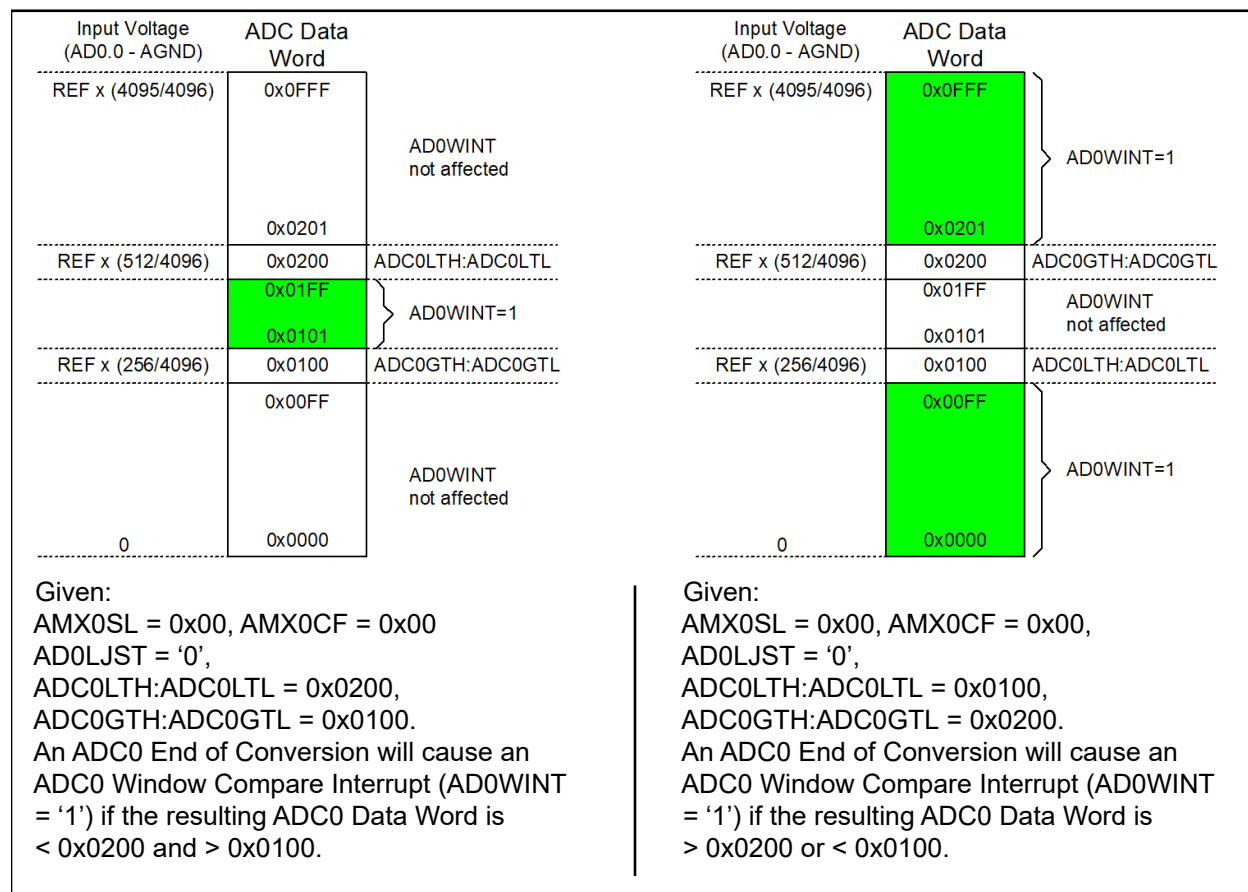 Input Voltage
(AD0.0 - AGND)
ADC Data
Word
REF x (4095/4096)
0x0FFF
AD0WINT
not affected
0x0201
REF x (512/4096)
0x0200
ADC0LTH:ADC0LTL
0x01FF
AD0WINT=1
0x0101
REF x (256/4096)
0x0100
ADC0GTH:ADC0GTL
0x00FF
AD0WINT
not affected
0
0x0000
Given:
AMX0SL = 0x00, AMX0CF = 0x00
AD0LJST = ‘0’,
ADC0LTH:ADC0LTL = 0x0200,
ADC0GTH:ADC0GTL = 0x0100.
An ADC0 End of Conversion will cause an
ADC0 Window Compare Interrupt (AD0WINT
= ‘1’) if the resulting ADC0 Data Word is
< 0x0200 and > 0x0100.
Input Voltage
(AD0.0 - AGND)
ADC Data
Word
REF x (4095/4096)
0x0FFF
AD0WINT=1
0x0201
REF x (512/4096)
0x0200
ADC0GTH:ADC0GTL
0x01FF
AD0WINT
not affected
0x0101
REF x (256/4096)
0x0100
ADC0LTH:ADC0LTL
0x00FF
AD0WINT=1
0
0x0000
Given:
AMX0SL = 0x00, AMX0CF = 0x00,
AD0LJST = ‘0’,
ADC0LTH:ADC0LTL = 0x0100,
ADC0GTH:ADC0GTL = 0x0200.
An ADC0 End of Conversion will cause an
ADC0 Window Compare Interrupt (AD0WINT
= ‘1’) if the resulting ADC0 Data Word is
> 0x0200 or < 0x0100.